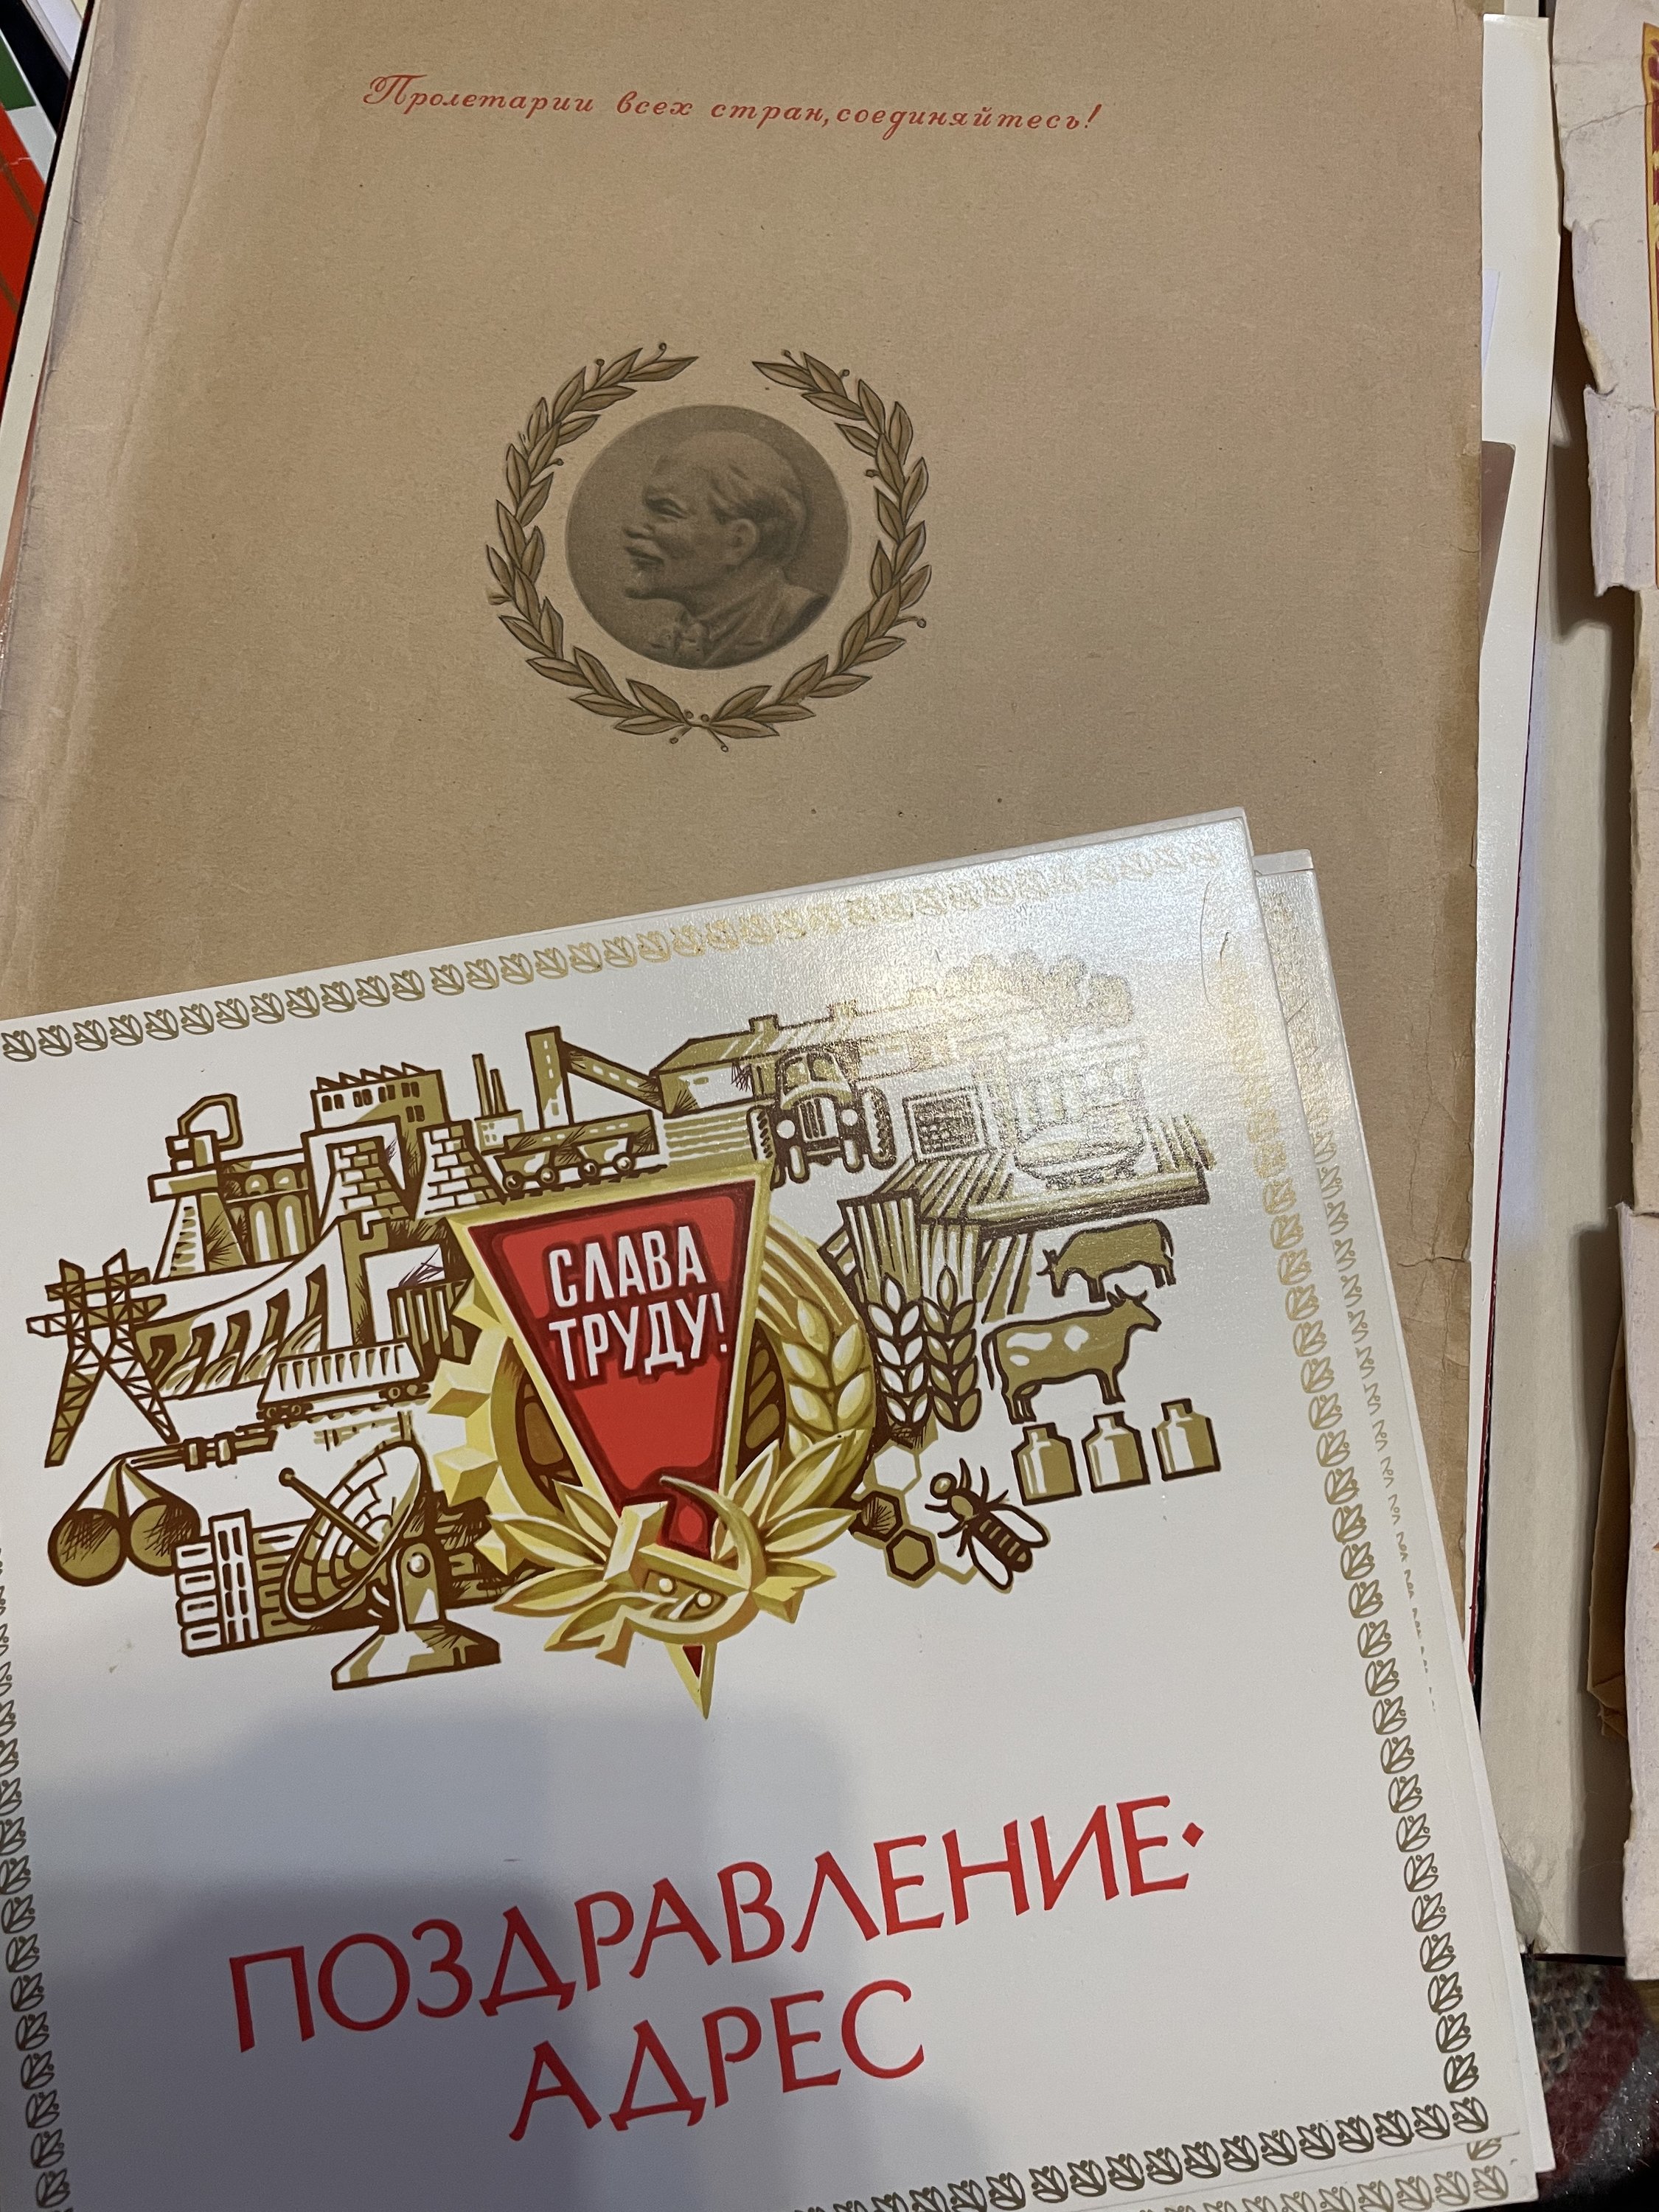 Пролетарии всех стран, соединяйтесь!
СЛАВА
ТРУДУ!
ПОЗДРАВЛЕНИЕ·
АДРЕС